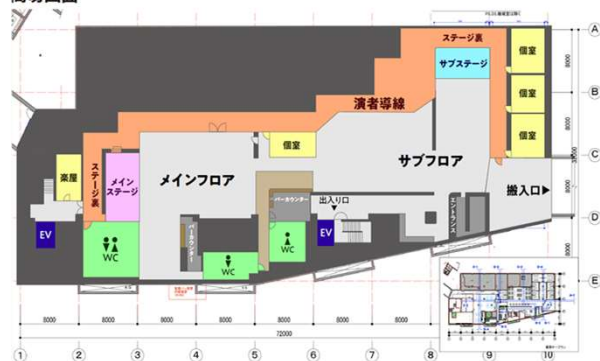 ステージ裏
サブステージ
個室
個室
個室
演者導線
個室
サブフロア
メインフロア
メイン
ステージ
ステージ裏
楽屋
搬入口▶
出入り口
バーカウンター
バーカウンター
エントランス
EV
EV
WC
WC
WC
A
B
C
D
E
8000
8000
8000
8000
8000
8000
8000
8000
8000
8000
8000
72000
1
2
3
4
5
6
7
8
9
10